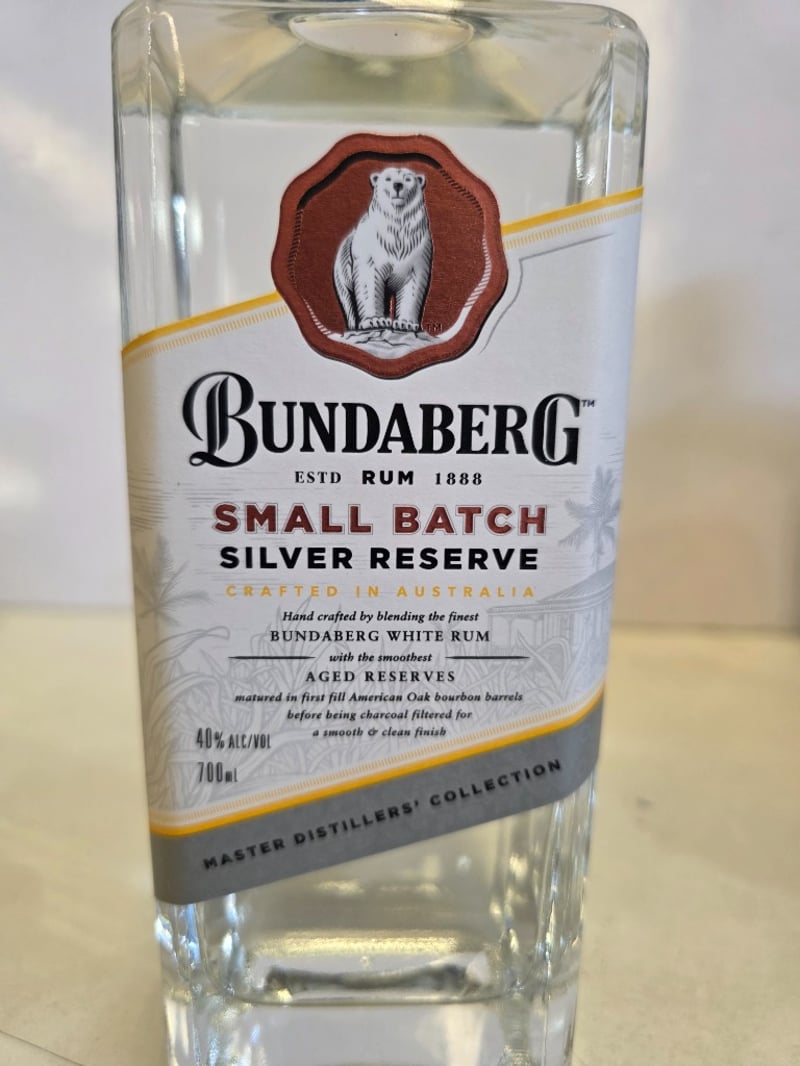 TM
BUNDABERG™
ESTD RUM 1888
SMALL BATCH
SILVER RESERVE
CRAFTED IN AUSTRALIA
Hand crafted by blending the finest
BUNDABERG WHITE RUM
with the smoothest
AGED RESERVES
matured in first fill American Oak bourbon barrels
before being charcoal filtered for
a smooth & clean finish
40% ALC/VOL
700mL
MASTER DISTILLERS' COLLECTION